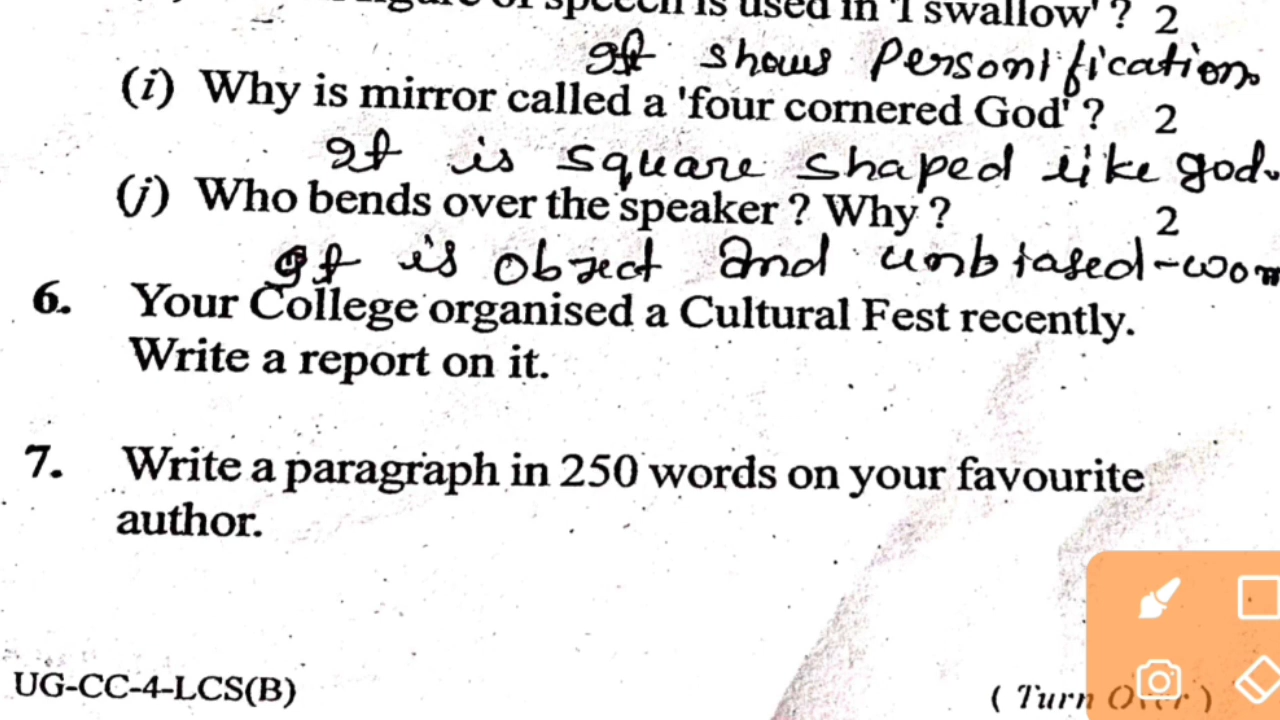 figure of speech is used in 'I swallow' ? 2
It shows Personification.
(i) Why is mirror called a 'four cornered God' ? 2
It is square shaped like god.
(j) Who bends over the speaker ? Why ? 2
It is object and unbiased-
6. Your College organised a Cultural Fest recently.
Write a report on it.
7. Write a paragraph in 250 words on your favourite
author.
UG-CC-4-LCS(B)
( Turn Over )